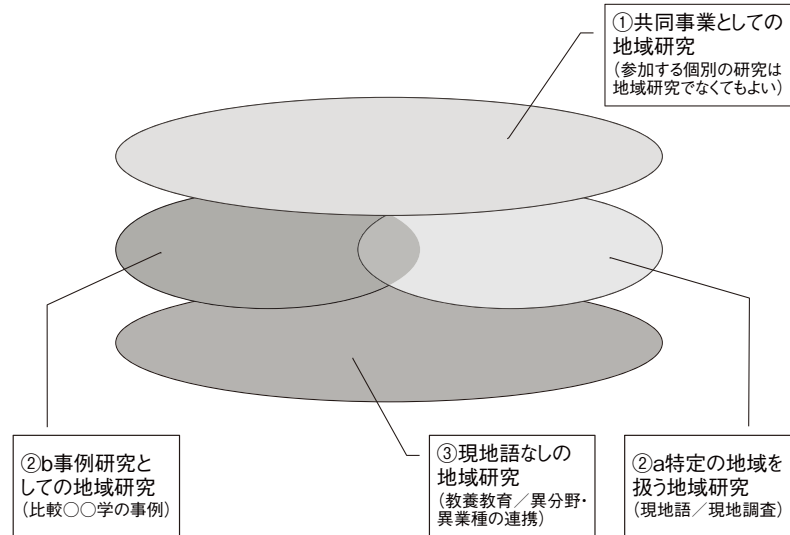 ①共同事業としての
地域研究
(参加する個別の研究は
地域研究でなくてもよい)
②b事例研究と
しての地域研究
(比較○○学の事例)
③現地語なしの
地域研究
(教養教育／異分野・
異業種の連携)
②a特定の地域を
扱う地域研究
(現地語／現地調査)